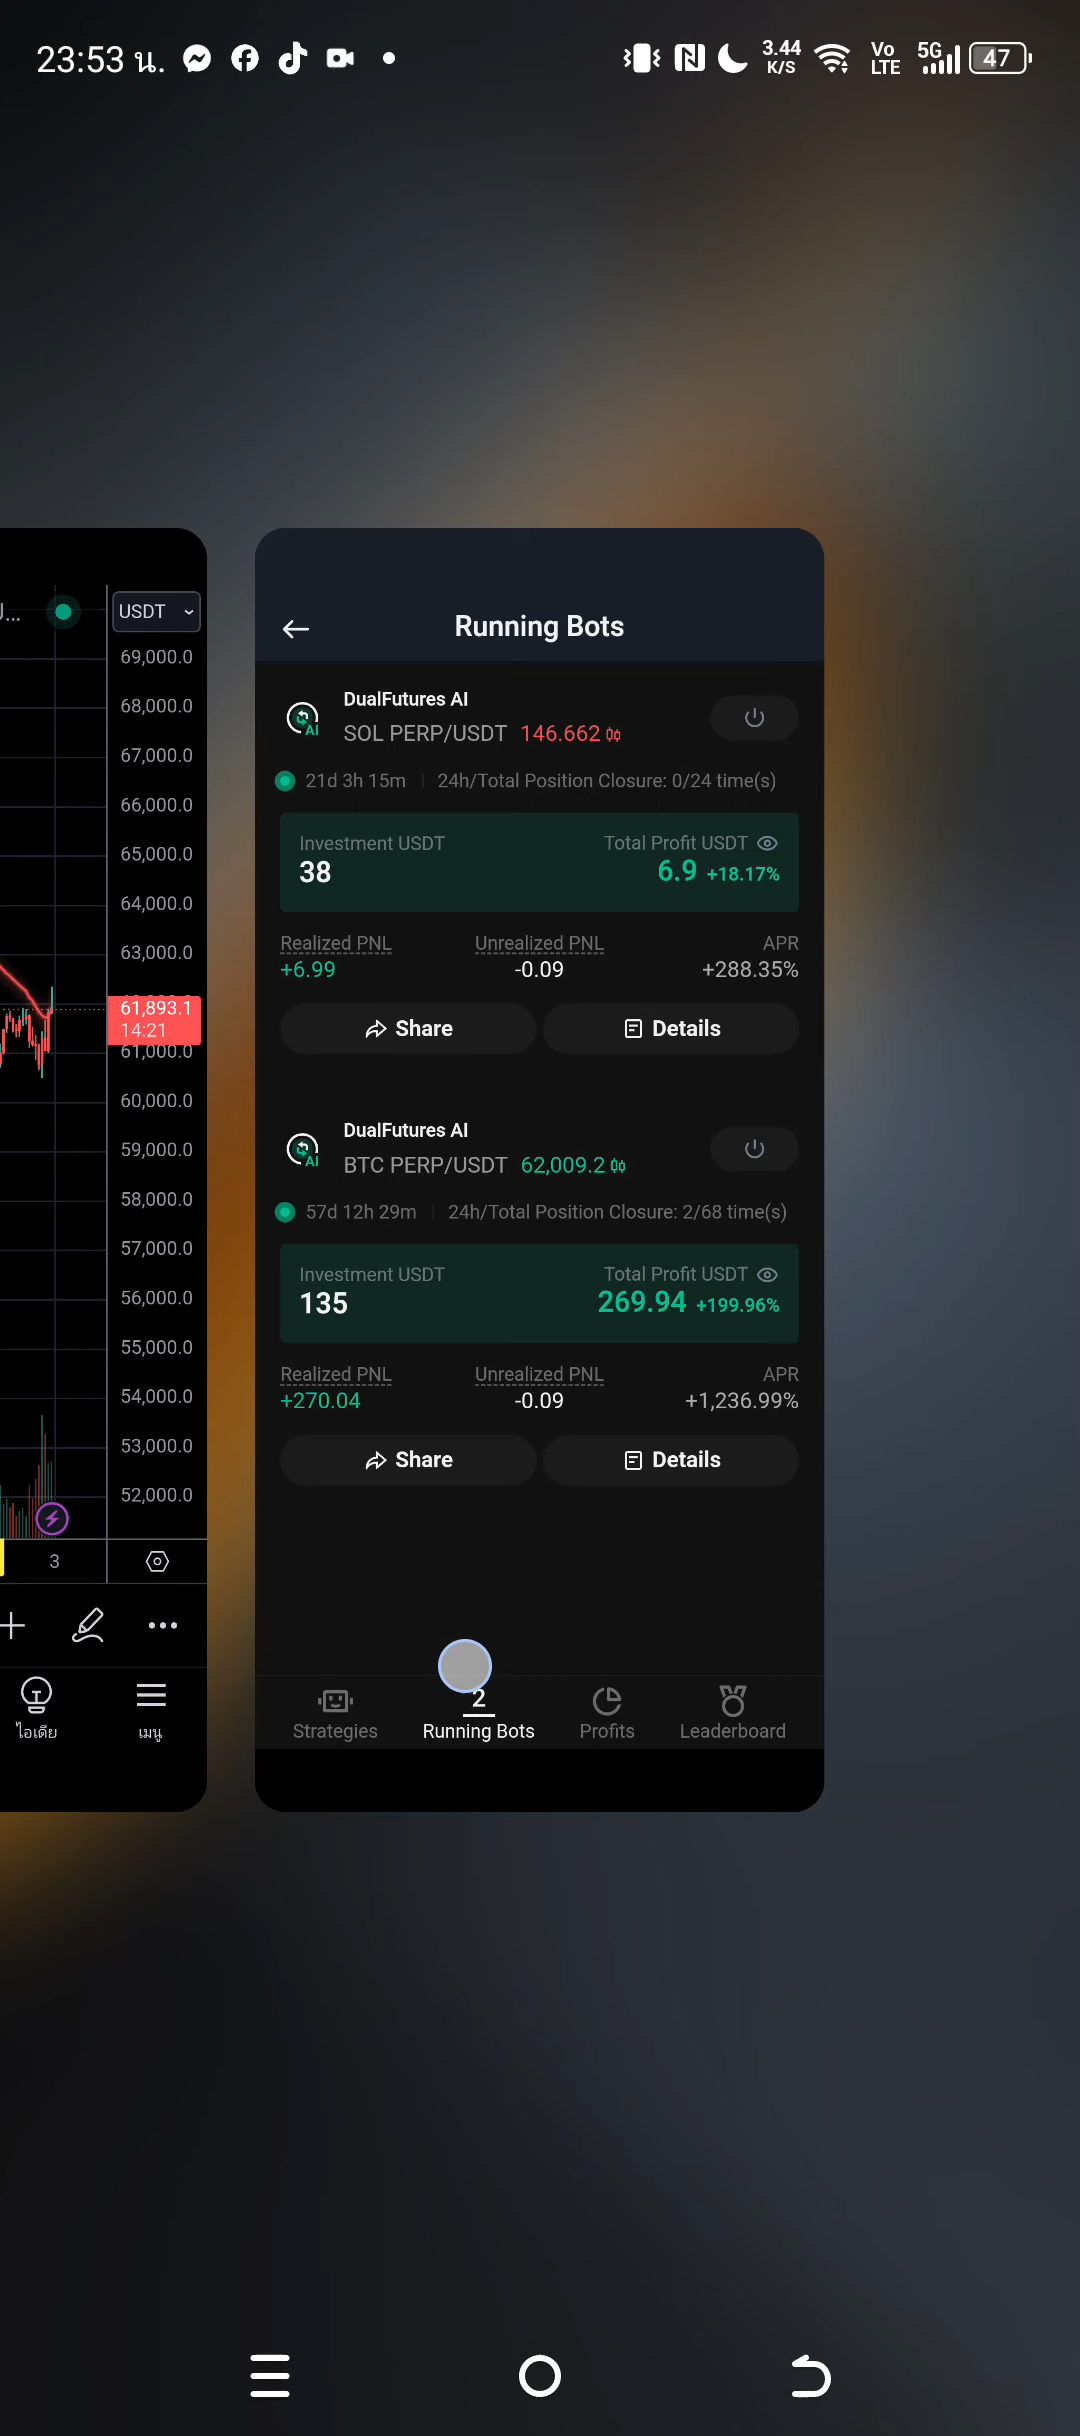 23:53 น.
3.44
K/S
Vo
LTE
5G
47
J...
USDT
69,000.0
68,000.0
67,000.0
66,000.0
65,000.0
64,000.0
63,000.0
61,893.1
14:21
61,000.0
60,000.0
59,000.0
58,000.0
57,000.0
56,000.0
55,000.0
54,000.0
53,000.0
52,000.0
3
ไอเดีย
เมนู
Running Bots
DualFutures AI
AI
SOL PERP/USDT 146.662
21d 3h 15m
24h/Total Position Closure: 0/24 time(s)
Investment USDT
Total Profit USDT
38
6.9 +18.17%
Realized PNL
Unrealized PNL
APR
+6.99
-0.09
+288.35%
Share
Details
DualFutures AI
AI
BTC PERP/USDT 62,009.2
57d 12h 29m
24h/Total Position Closure: 2/68 time(s)
Investment USDT
Total Profit USDT
135
269.94 +199.96%
Realized PNL
Unrealized PNL
APR
+270.04
-0.09
+1,236.99%
Share
Details
2
Strategies
Running Bots
Profits
Leaderboard